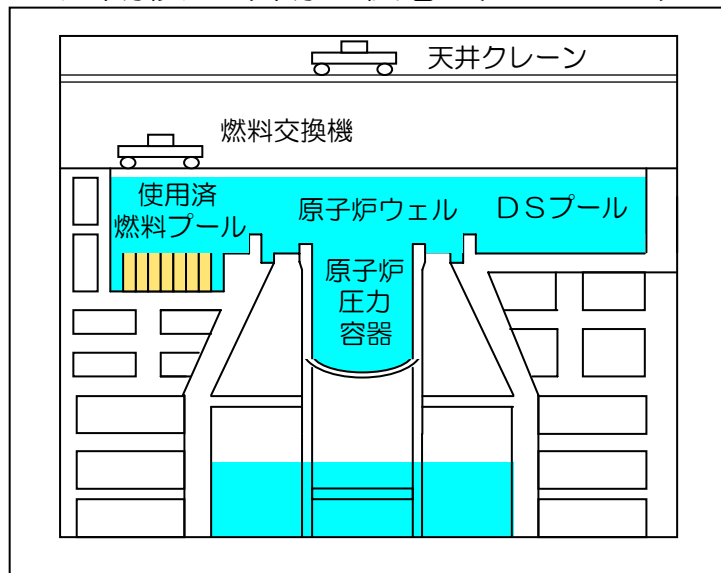 天井クレーン
燃料交換機
使用済
燃料プール
原子炉ウェル
ＤＳプール
原子炉
圧力
容器